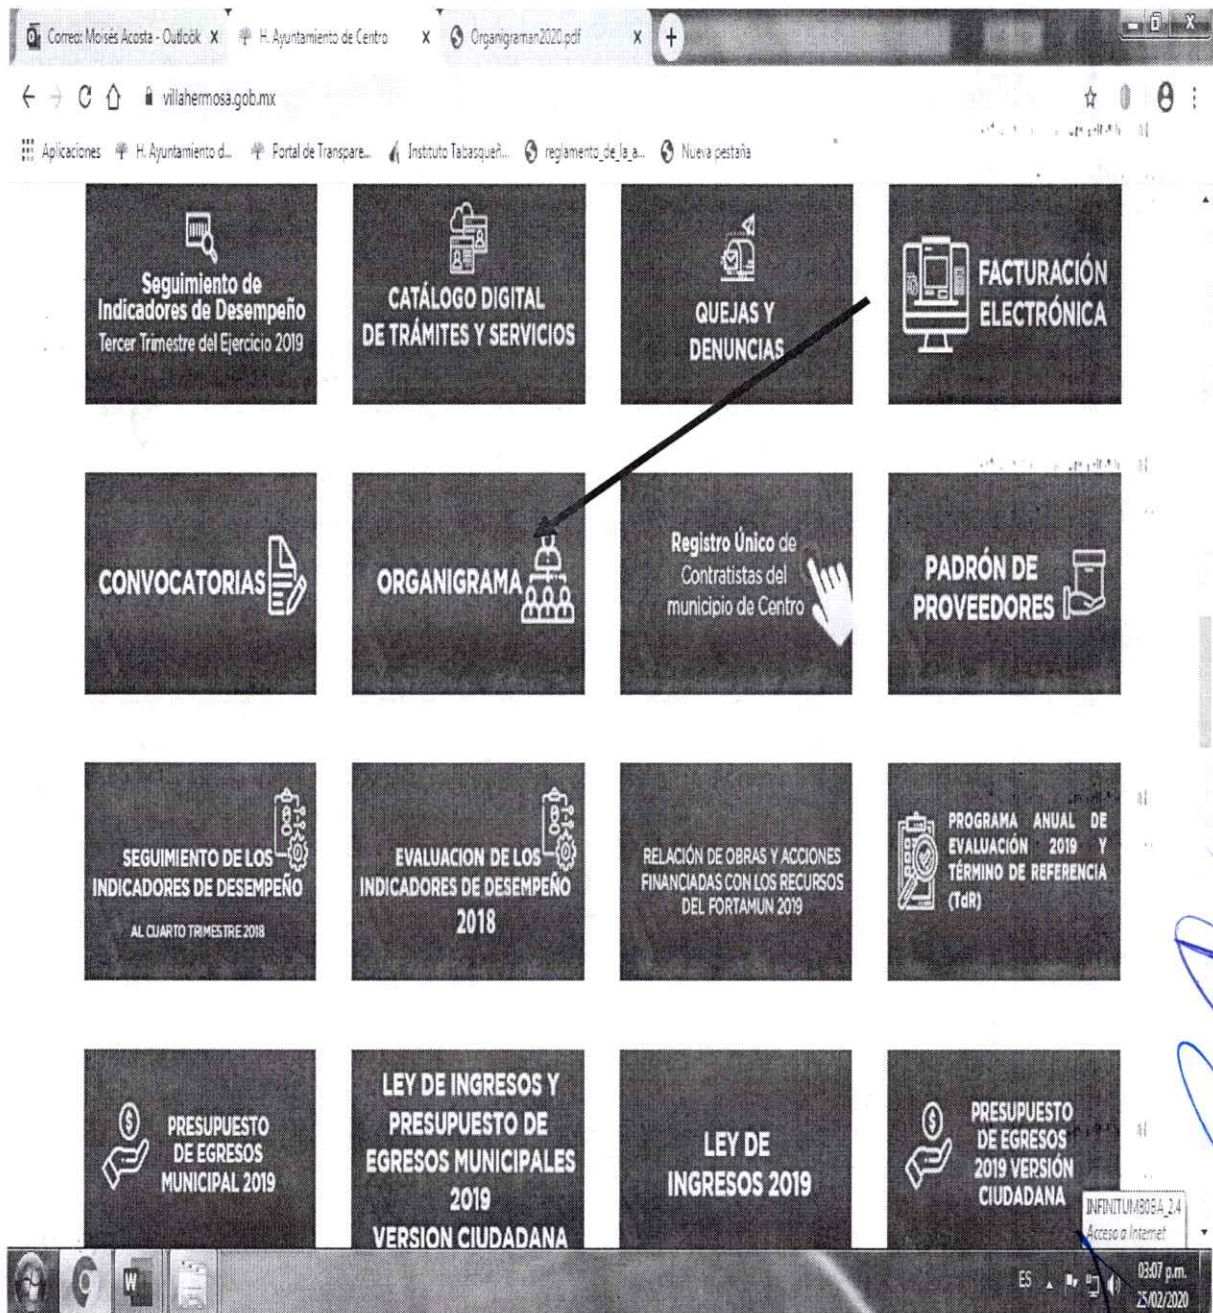 Correo: Moisés Acosta - Outlook X
H. Ayuntamiento de Centro X
Organigraman2020.pdf X +
villahermosa.gob.mx
Aplicaciones
H. Ayuntamiento d...
Portal de Transpare...
Instituto Tabasqueñ...
reglamento_de_la_a...
Nueva pestaña
Seguimiento de
Indicadores de Desempeño
Tercer Trimestre del Ejercicio 2019
CATÁLOGO DIGITAL
DE TRÁMITES Y SERVICIOS
QUEJAS Y
DENUNCIAS
FACTURACIÓN
ELECTRÓNICA
CONVOCATORIAS
ORGANIGRAMA
Registro Único de
Contratistas del
municipio de Centro
PADRÓN DE
PROVEEDORES
SEGUIMIENTO DE LOS
INDICADORES DE DESEMPEÑO
AL CUARTO TRIMESTRE 2018
EVALUACION DE LOS
INDICADORES DE DESEMPEÑO
2018
RELACIÓN DE OBRAS Y ACCIONES
FINANCIADAS CON LOS RECURSOS
DEL FORTAMUN 2019
PROGRAMA ANUAL DE
EVALUACIÓN 2019 Y
TÉRMINO DE REFERENCIA
(TdR)
PRESUPUESTO
DE EGRESOS
MUNICIPAL 2019
LEY DE INGRESOS Y
PRESUPUESTO DE
EGRESOS MUNICIPALES
2019
VERSION CIUDADANA
LEY DE
INGRESOS 2019
PRESUPUESTO
DE EGRESOS
2019 VERSIÓN
CIUDADANA
Acceso a Internet
ES
03:07 p.m.
25/02/2020